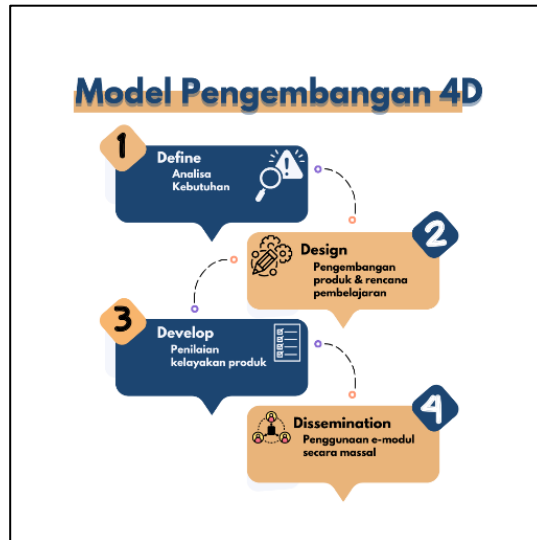 Model Pengembangan 4D
1
Define
Analisa
Kebutuhan
2
Design
Pengembangan
produk & rencana
pembelajaran
3
Develop
Penilaian
kelayakan produk
4
Dissemination
Penggunaan e-modul
secara massal